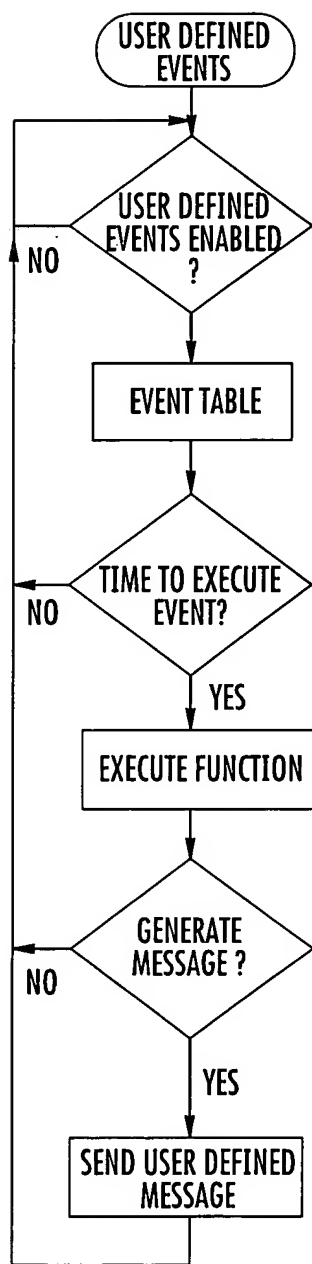 USER DEFINED
EVENTS
USER DEFINED
EVENTS ENABLED
?
NO
EVENT TABLE
TIME TO EXECUTE
EVENT?
NO
YES
EXECUTE FUNCTION
GENERATE
MESSAGE ?
NO
YES
SEND USER DEFINED
MESSAGE